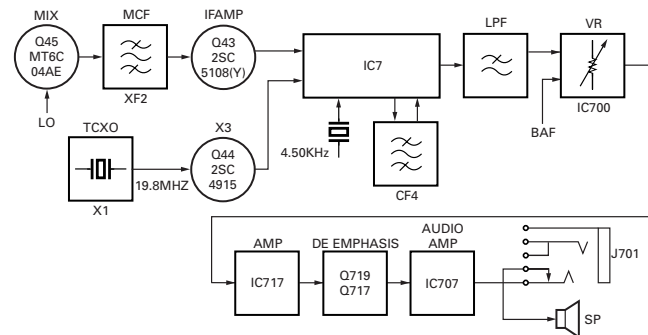 MIX
MCF
IFAMP
LPF
VR
Q45
MT6C
04AE
Q43
2SC
5108(Y)
IC7
XF2
IC700
LO
BAF
TCXO
X3
4.50KHz
Q44
2SC
4915
19.8MHZ
X1
CF4
AMP
DE EMPHASIS
AUDIO
AMP
IC717
Q719
Q717
IC707
J701
SP